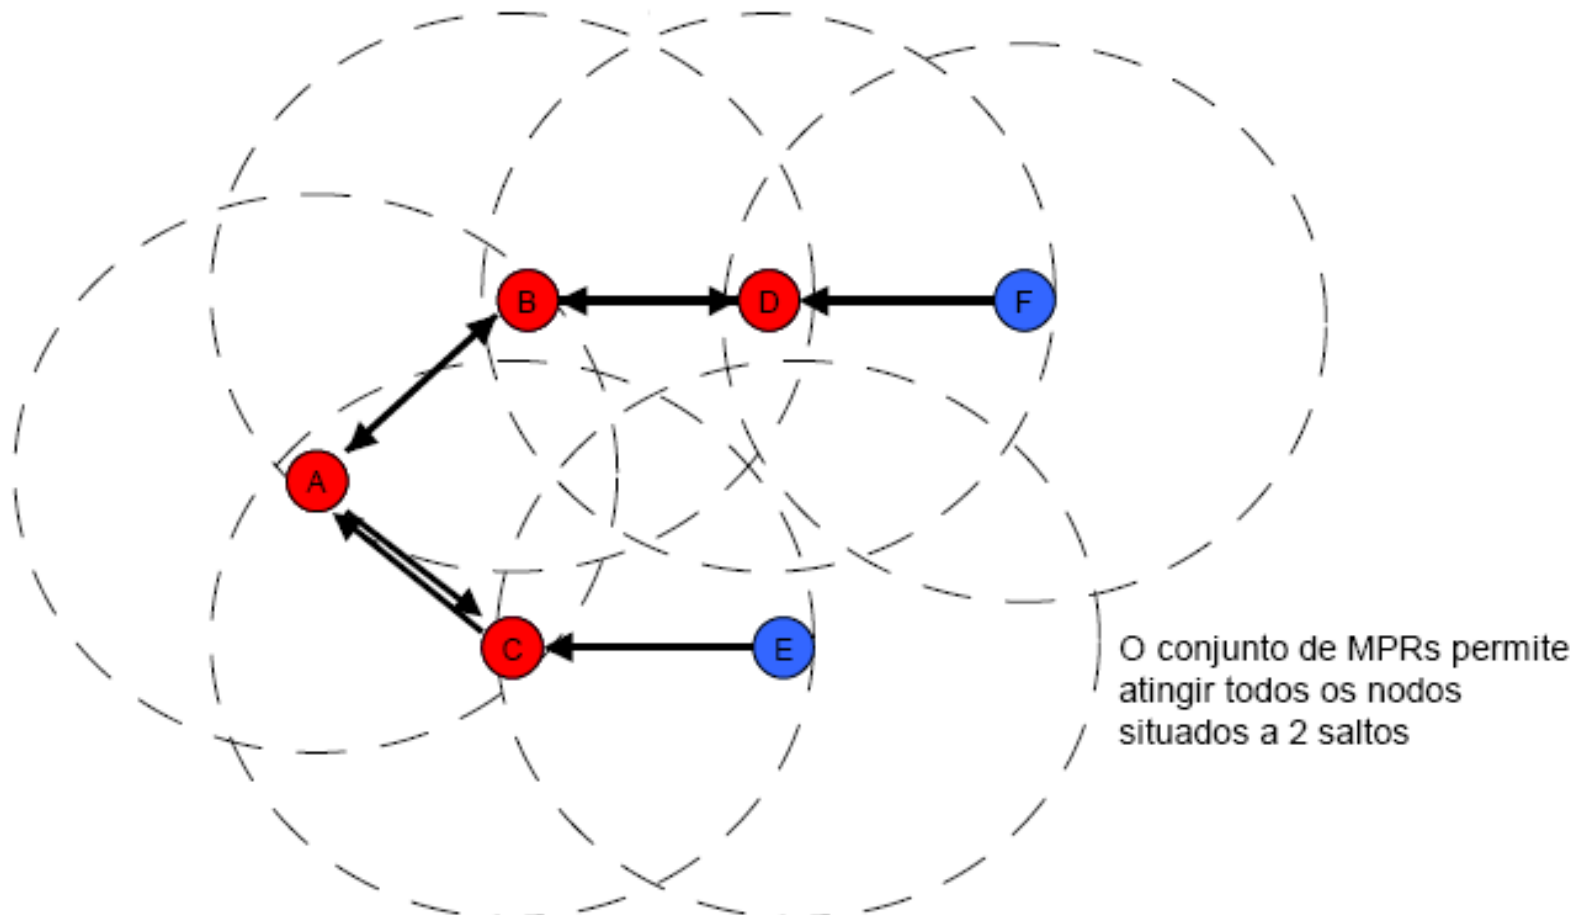 B
D
F
A
C
E
O conjunto de MPRs permite
atingir todos os nodos
situados a 2 saltos